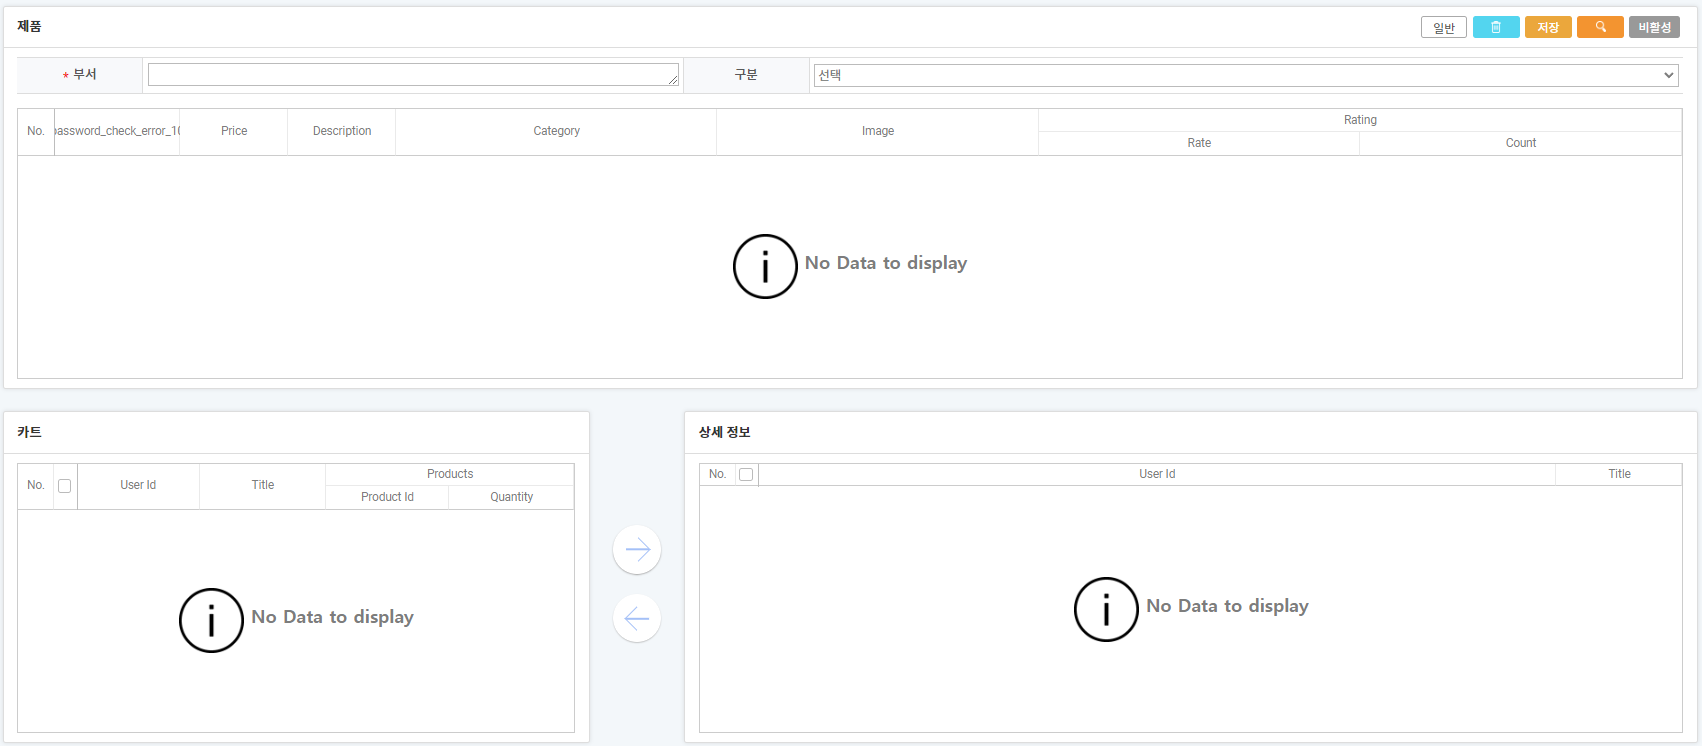 제품
일반 저장 비활성
* 부서 구분 선택
No. password_check_error_10 Price Description Category Image Rating
Rate Count
No Data to display
카트
No. User Id Title Products
Product Id Quantity
No Data to display
상세 정보
No. User Id Title
No Data to display